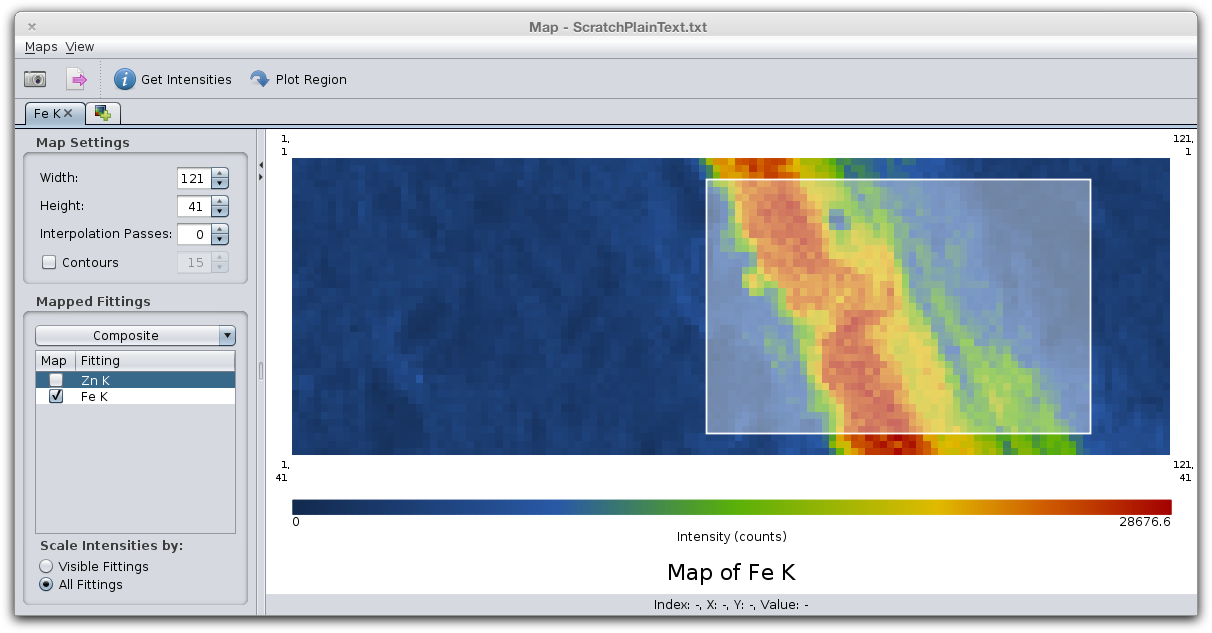 Map - ScratchPlainText.txt
Maps View
Get Intensities Plot Region
Fe K
Map Settings
Width: 121
Height: 41
Interpolation Passes: 0
Contours 15
Mapped Fittings
Composite
Map Fitting
Zn K
Fe K
Scale Intensities by:
Visible Fittings
All Fittings
1,
1
121,
1
1,
41
121,
41
0 28676.6
Intensity (counts)
Map of Fe K
Index: -, X: -, Y: -, Value: -